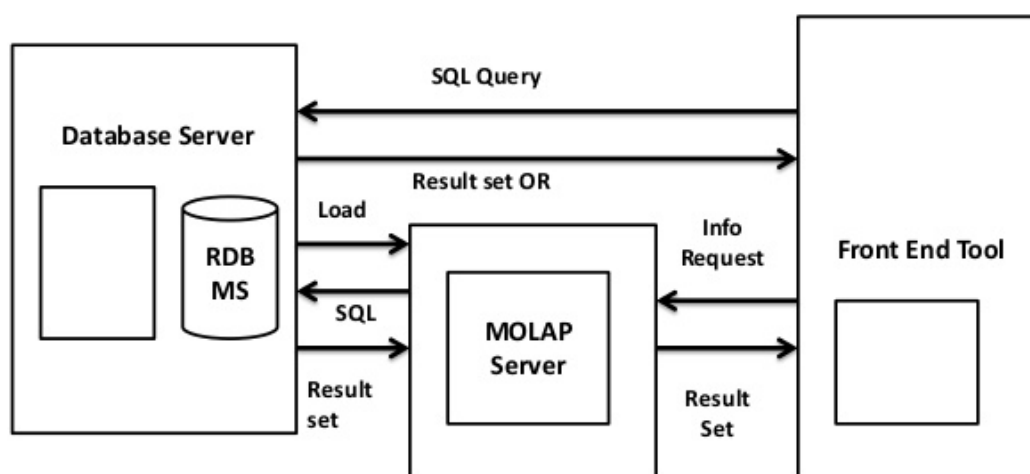 SQL Query
Database Server
Result set OR
Load
Info
Request
Front End Tool
RDB
MS
SQL
MOLAP
Server
Result
set
Result
Set